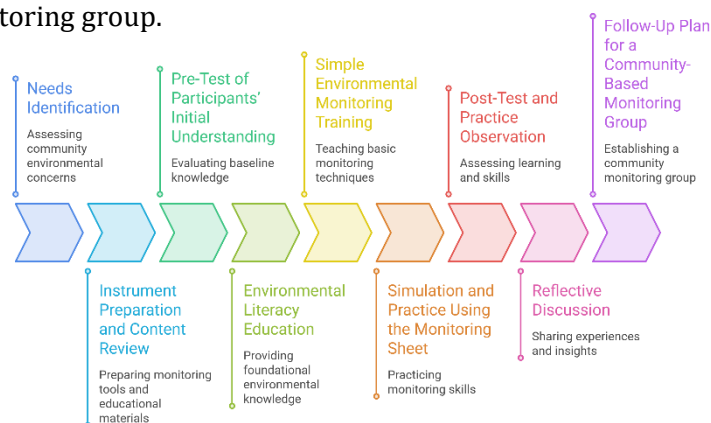 toring group.
Needs
Identification
Assessing
community
environmental
concerns
Instrument
Preparation
and Content
Review
Preparing monitoring
tools and
educational
materials
Pre-Test of
Participants'
Initial
Understanding
Evaluating baseline
knowledge
Environmental
Literacy
Education
Providing
foundational
environmental
knowledge
Simple
Environmental
Monitoring
Training
Teaching basic
monitoring
techniques
Simulation and
Practice Using
the Monitoring
Sheet
Practicing
monitoring skills
Post-Test and
Practice
Observation
Assessing learning
and skills
Reflective
Discussion
Sharing experiences
and insights
Follow-Up Plan
for a
Community-
Based
Monitoring
Group
Establishing a
community
monitoring group